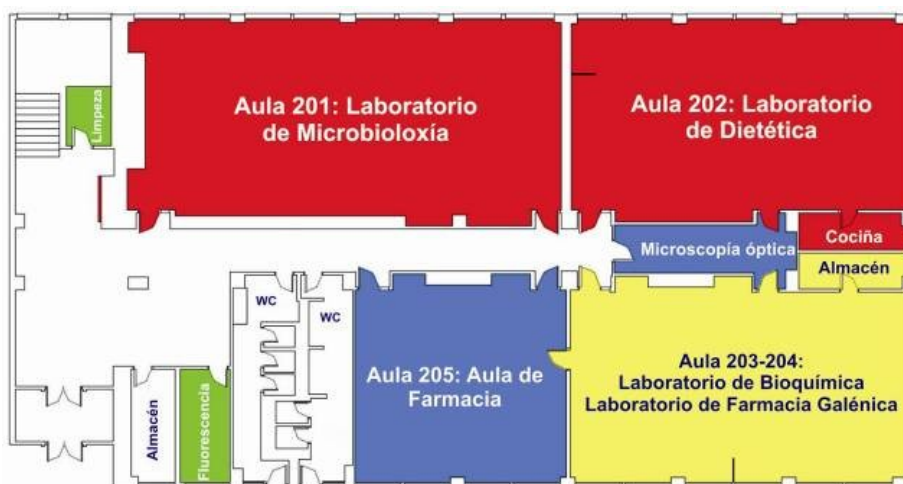 Aula 201: Laboratorio
de Microbioloxía
Aula 202: Laboratorio
de Dietética
Limpeza
Microscopía óptica
Cociña
Almacén
WC
WC
Aula 205: Aula de
Farmacia
Aula 203-204:
Laboratorio de Bioquímica
Laboratorio de Farmacia Galénica
Almacén
Fluorescencia